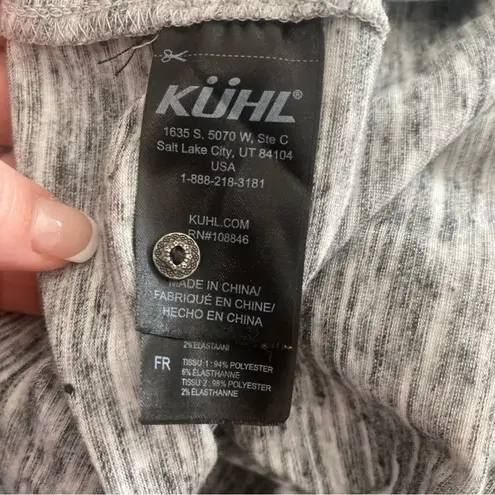 KÜHL®
1635 S. 5070 W, Ste C
Salt Lake City, UT 84104
USA
1-888-218-3181
KUHL.COM
RN#108846
MADE IN CHINA/
FABRIQUÉ EN CHINE/
HECHO EN CHINA
2% ELASTAANI
FR
TISSU 1: 94% POLYESTER
6% ÉLASTHANNE
TISSU 2: 98% POLYESTER
2% ÉLASTHANNE